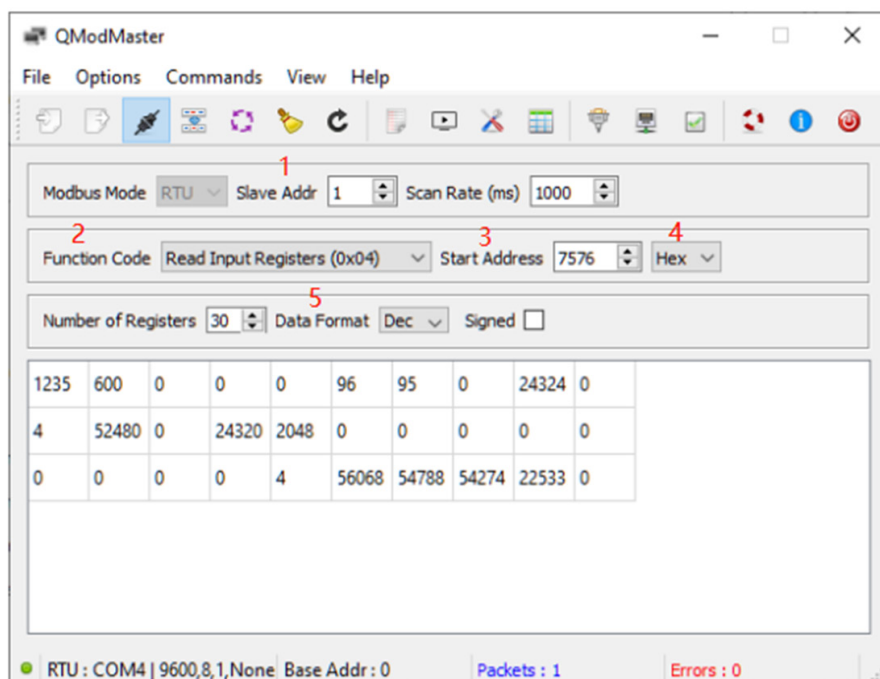 QModMaster
File Options Commands View Help
1
Modbus Mode RTU Slave Addr 1 Scan Rate (ms) 1000
2 3 4
Function Code Read Input Registers (0x04) Start Address 7576 Hex
5
Number of Registers 30 Data Format Dec Signed
1235 600 0 0 0 96 95 0 24324 0
4 52480 0 24320 2048 0 0 0 0 0
0 0 0 0 4 56068 54788 54274 22533 0
RTU : COM4 | 9600,8,1,None Base Addr : 0 Packets : 1 Errors : 0